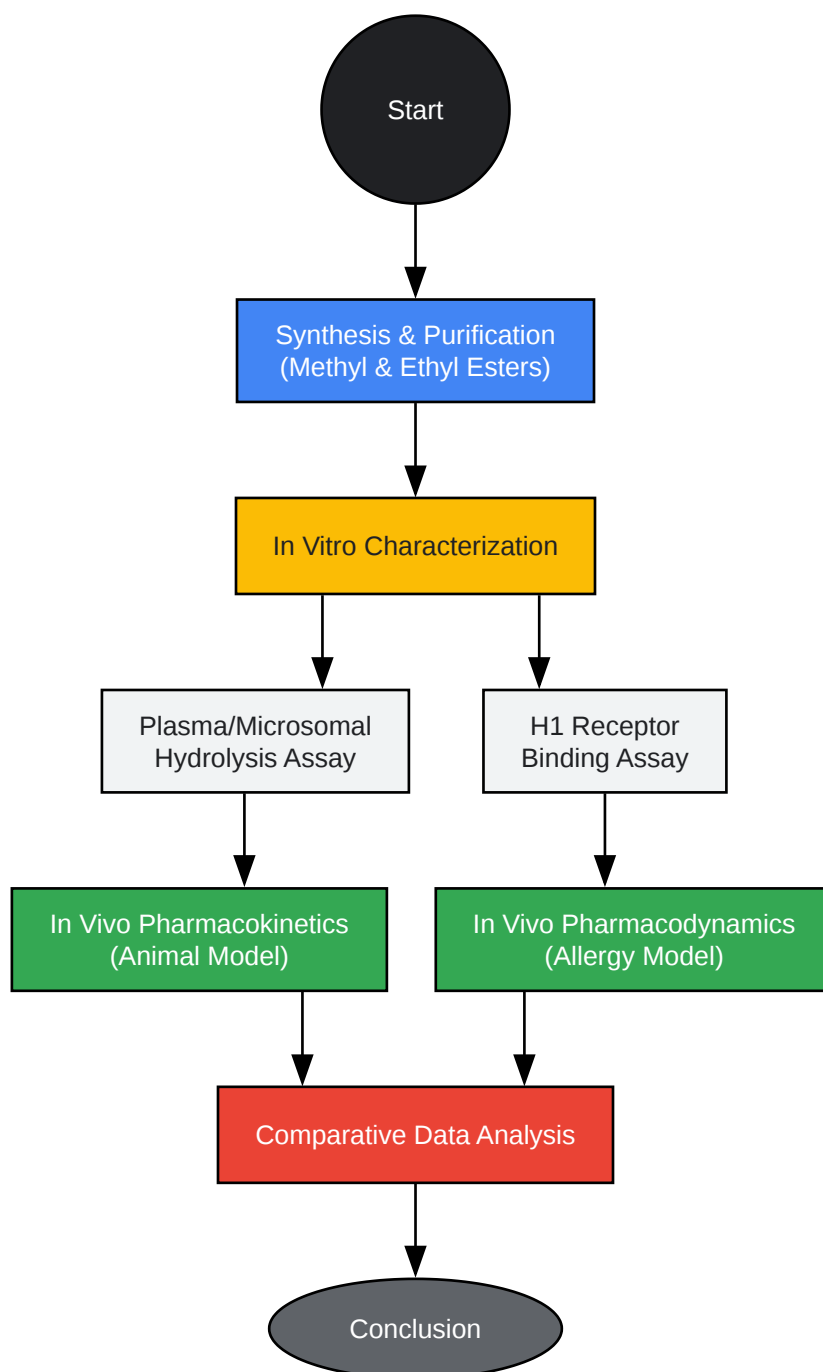 Start
Synthesis & Purification
(Methyl & Ethyl Esters)
In Vitro Characterization
Plasma/Microsomal
Hydrolysis Assay
H1 Receptor
Binding Assay
In Vivo Pharmacokinetics
(Animal Model)
In Vivo Pharmacodynamics
(Allergy Model)
Comparative Data Analysis
Conclusion